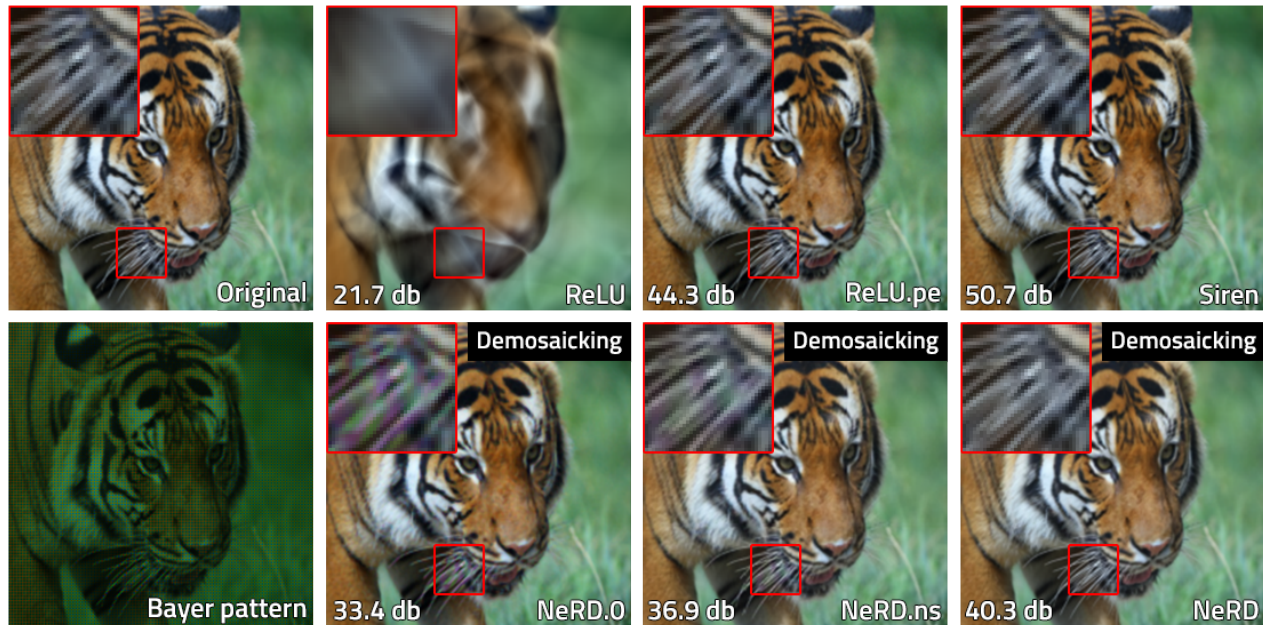 Original
21.7 db ReLU
44.3 db ReLU.pe
50.7 db Siren
Bayer pattern
Demosaicking
33.4 db NeRD.0
Demosaicking
36.9 db NeRD.ns
Demosaicking
40.3 db NeRD